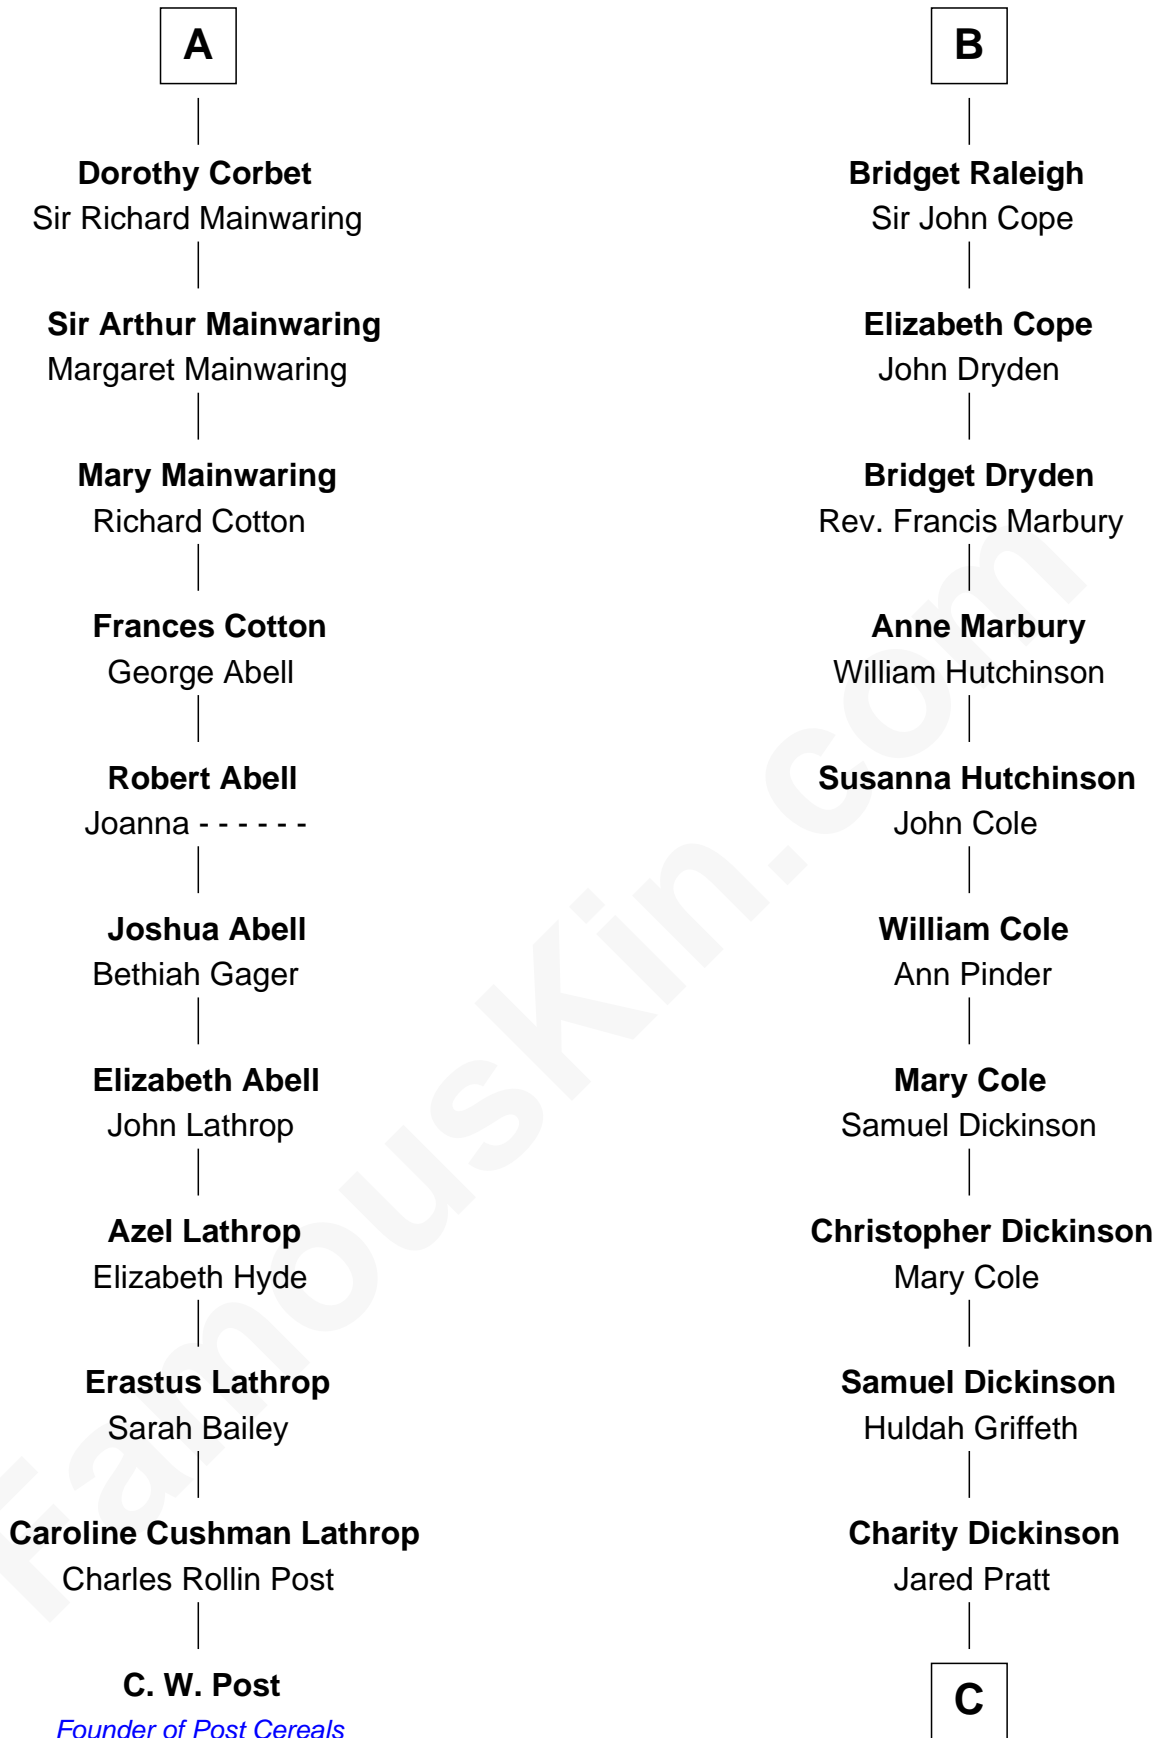 A
Dorothy Corbet
Sir Richard Mainwaring
Sir Arthur Mainwaring
Margaret Mainwaring
Mary Mainwaring
Richard Cotton
Frances Cotton
George Abell
Robert Abell
Joanna - - - - - -
Joshua Abell
Bethiah Gager
Elizabeth Abell
John Lathrop
Azel Lathrop
Elizabeth Hyde
Erastus Lathrop
Sarah Bailey
Caroline Cushman Lathrop
Charles Rollin Post
C. W. Post
Founder of Post Cereals
B
Bridget Raleigh
Sir John Cope
Elizabeth Cope
John Dryden
Bridget Dryden
Rev. Francis Marbury
Anne Marbury
William Hutchinson
Susanna Hutchinson
John Cole
William Cole
Ann Pinder
Mary Cole
Samuel Dickinson
Christopher Dickinson
Mary Cole
Samuel Dickinson
Huldah Griffeth
Charity Dickinson
Jared Pratt
C
FamousKin.com